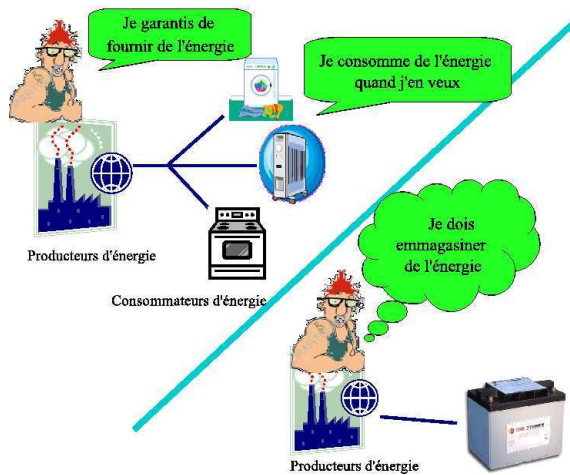 Je garantis de
fournir de l'énergie
Je consomme de l'énergie
quand j'en veux
Producteurs d'énergie
Consommateurs d'énergie
Je dois
emmagasiner
de l'énergie
Producteurs d'énergie